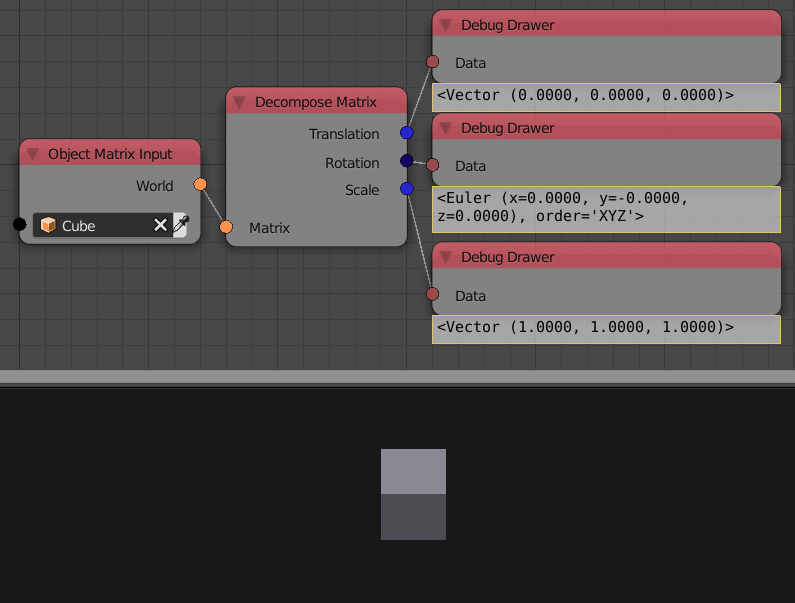 Object Matrix Input
World
Cube
Decompose Matrix
Translation
Rotation
Scale
Matrix
Debug Drawer
Data
<Vector (0.0000, 0.0000, 0.0000)>
Debug Drawer
Data
<Euler (x=0.0000, y=-0.0000,
z=0.0000), order='XYZ'>
Debug Drawer
Data
<Vector (1.0000, 1.0000, 1.0000)>